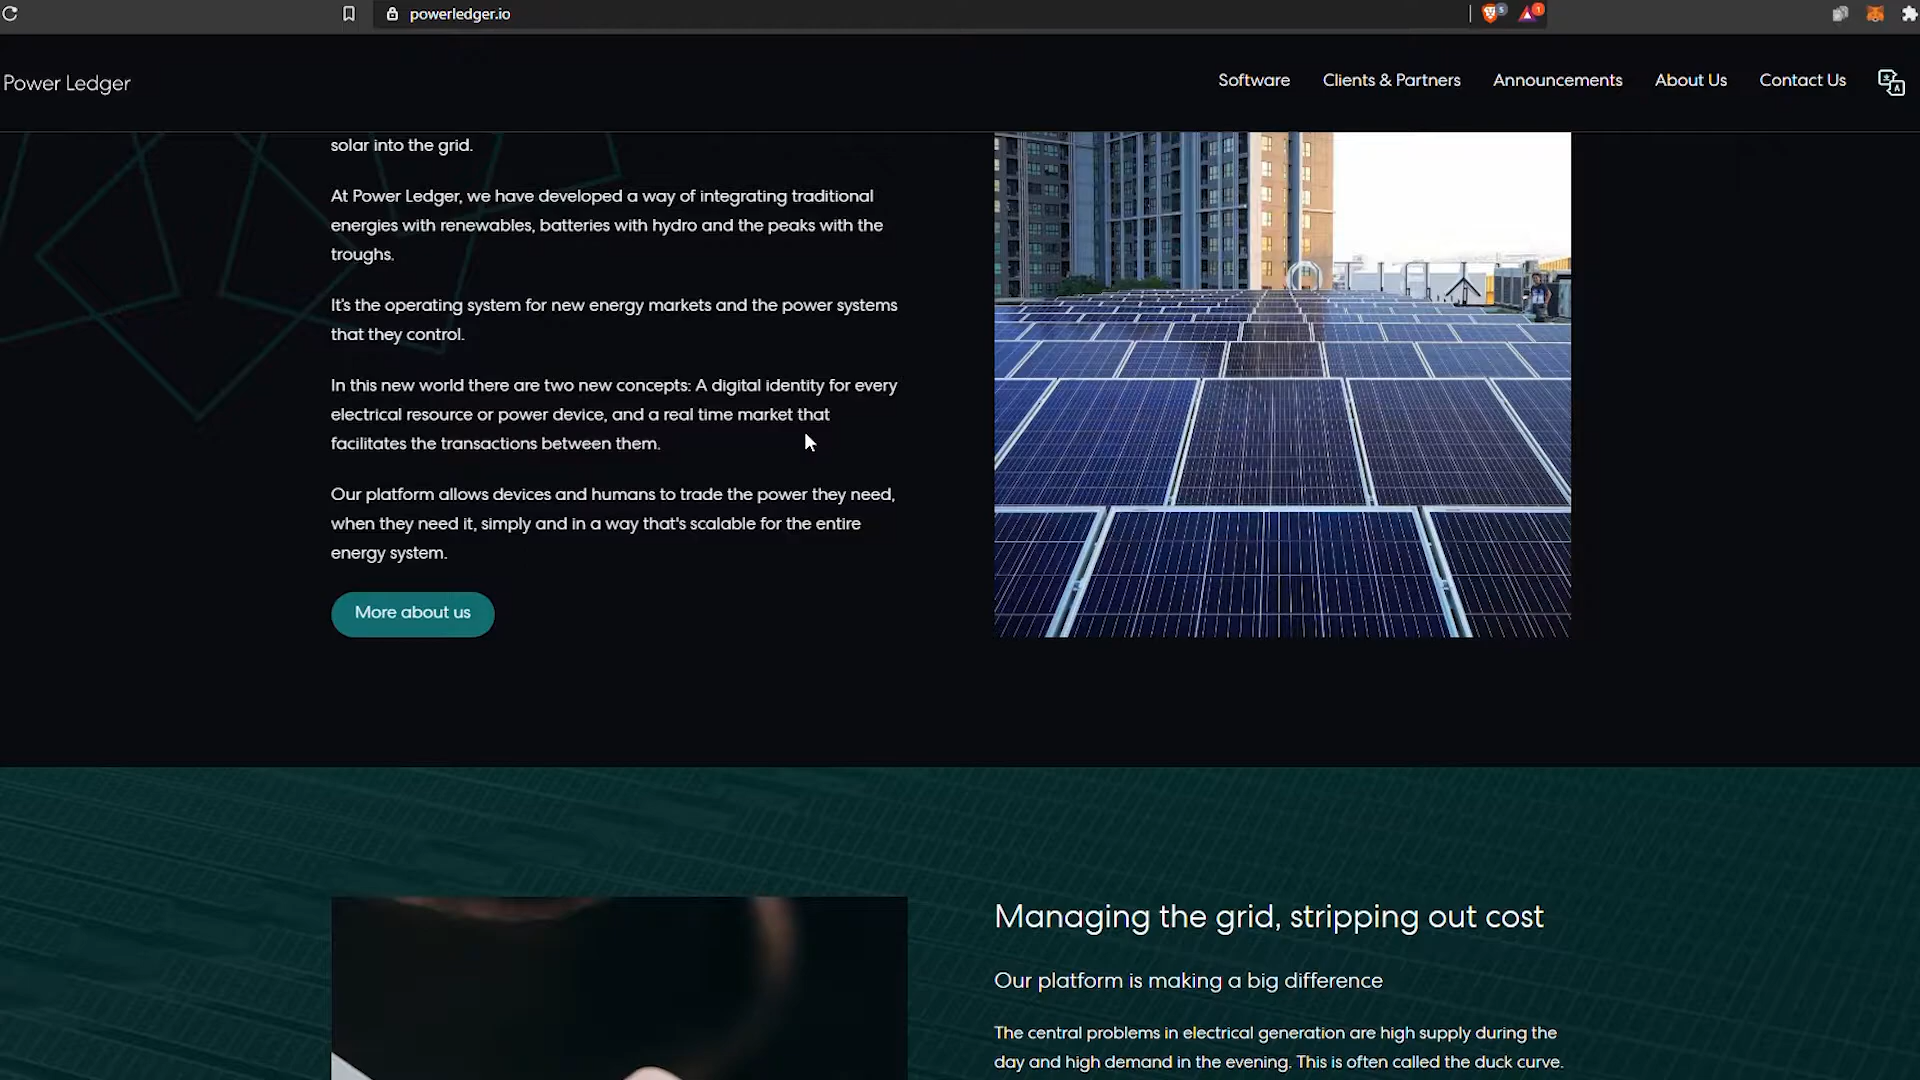 powerledger.io
5
1
Power Ledger
Software
Clients & Partners
Announcements
About Us
Contact Us
A
solar into the grid.
At Power Ledger, we have developed a way of integrating traditional
energies with renewables, batteries with hydro and the peaks with the
troughs.
It's the operating system for new energy markets and the power systems
that they control.
In this new world there are two new concepts: A digital identity for every
electrical resource or power device, and a real time market that
facilitates the transactions between them.
Our platform allows devices and humans to trade the power they need,
when they need it, simply and in a way that's scalable for the entire
energy system.
More about us
Managing the grid, stripping out cost
Our platform is making a big difference
The central problems in electrical generation are high supply during the
day and high demand in the evening. This is often called the duck curve.